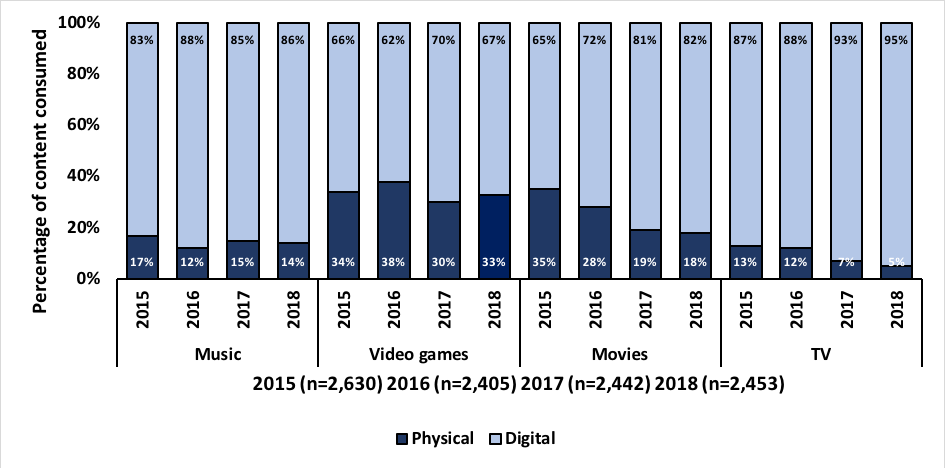 Percentage of content consumed
100%
80%
60%
40%
20%
0%
83% 88% 85% 86% 66% 62% 70% 67% 65% 72% 81% 82% 87% 88% 93% 95%
17% 12% 15% 14% 34% 38% 30% 33% 35% 28% 19% 18% 13% 12% 7% 5%
2015 2016 2017 2018 2015 2016 2017 2018 2015 2016 2017 2018 2015 2016 2017 2018
Music Video games Movies TV
2015 (n=2,630) 2016 (n=2,405) 2017 (n=2,442) 2018 (n=2,453)
Physical Digital